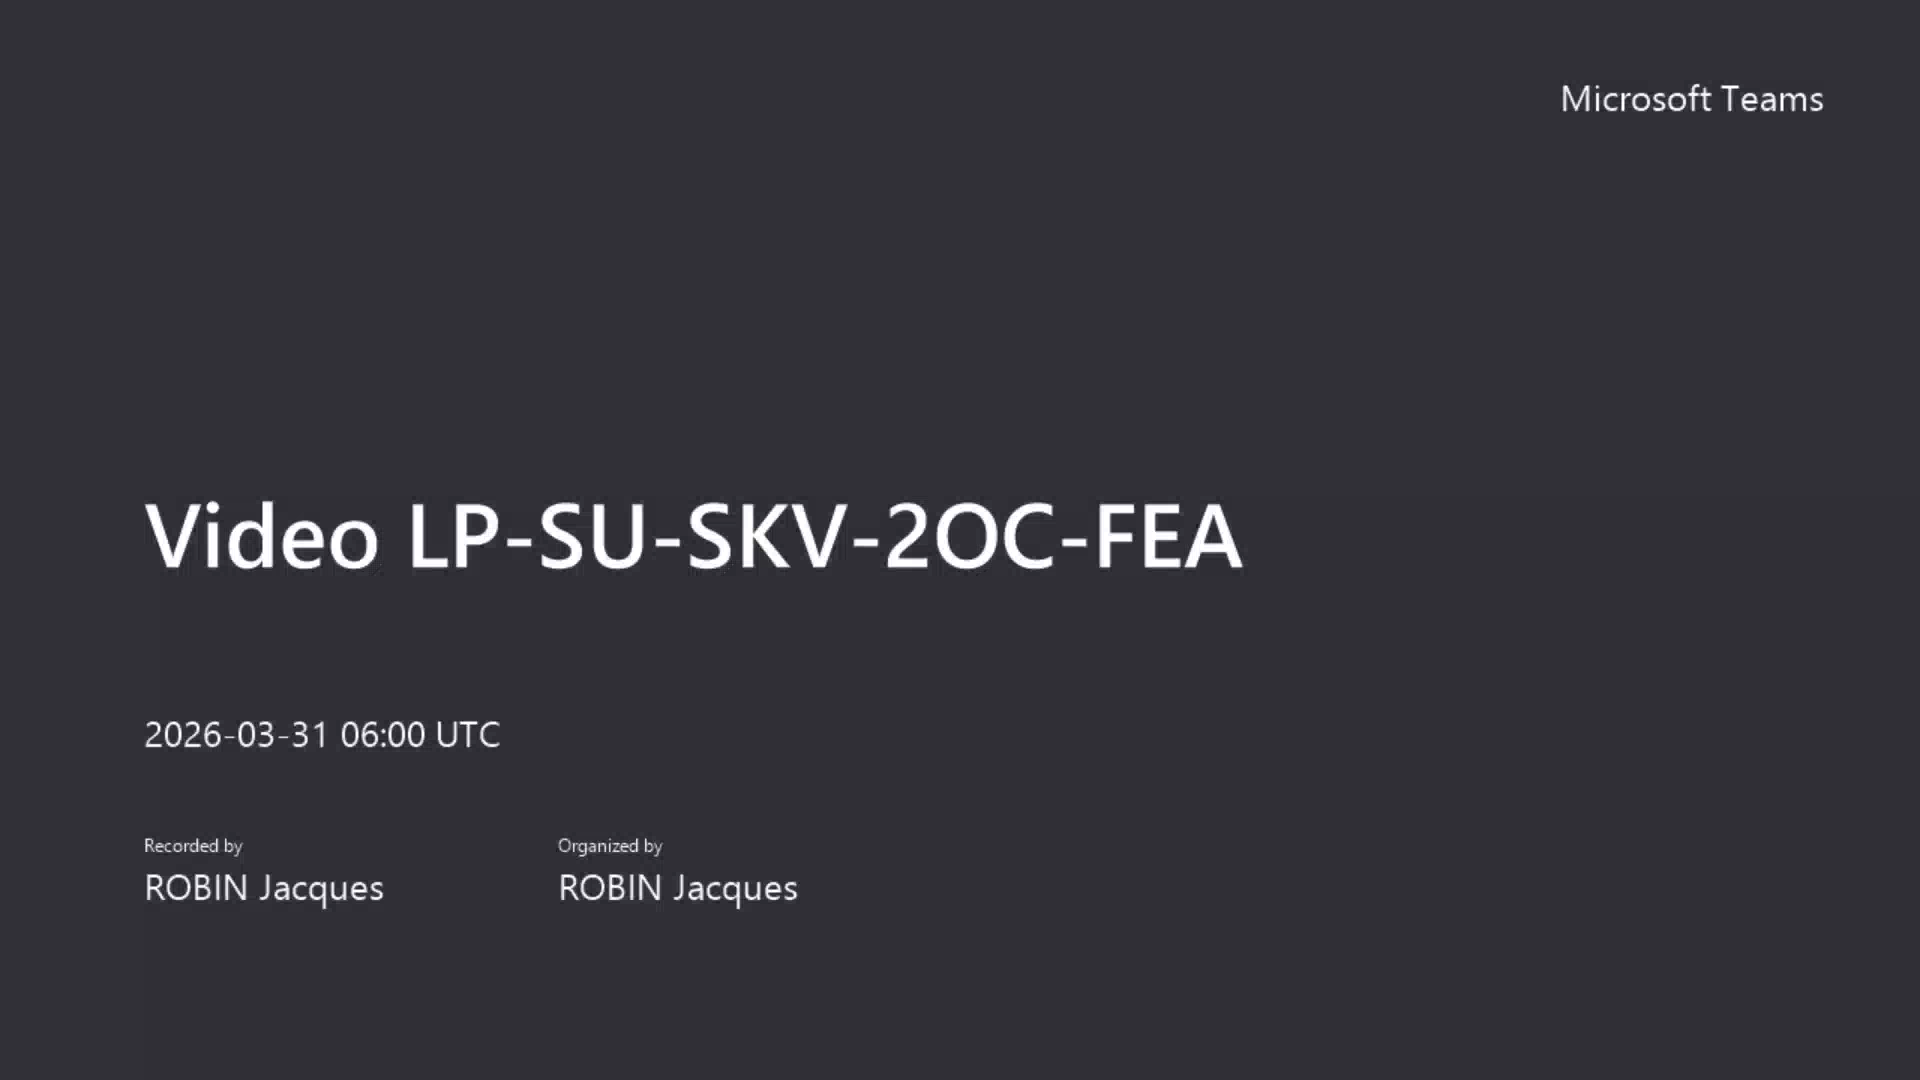 Microsoft Teams
Video LP-SU-SKV-2OC-FEA
2026-03-31 06:00 UTC
Recorded by
ROBIN Jacques
Organized by
ROBIN Jacques